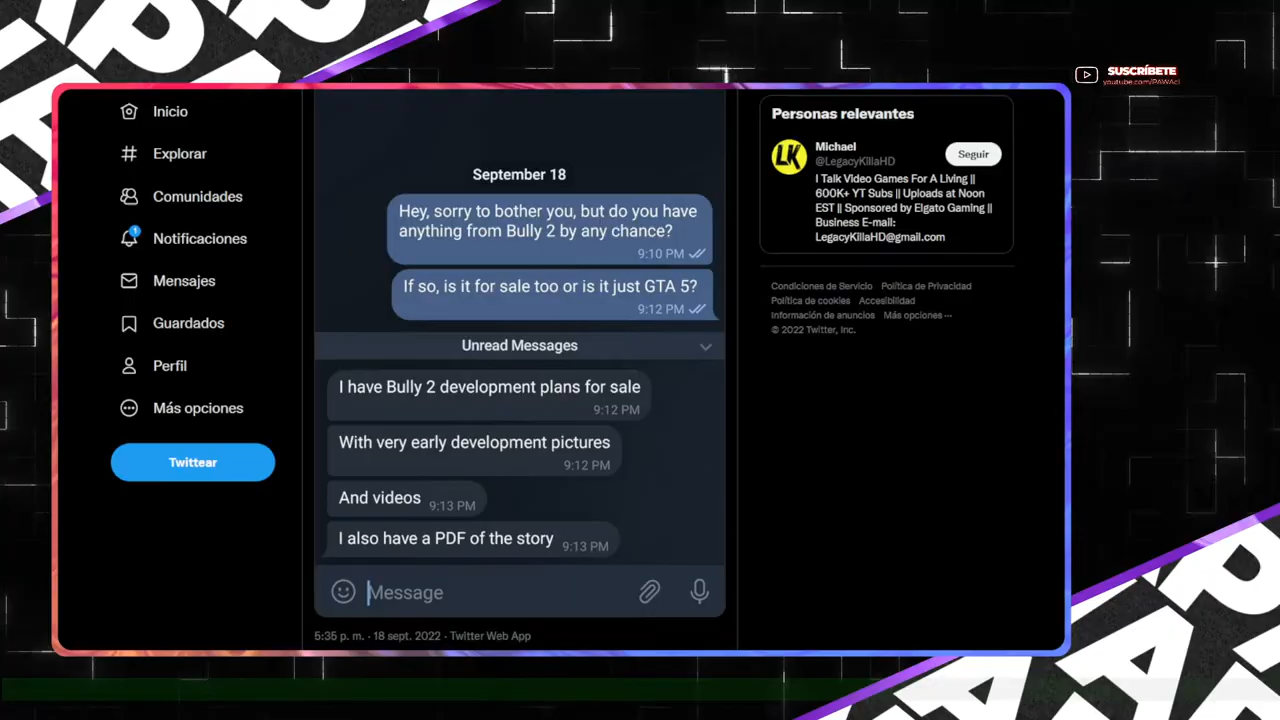 SUSCRÍBETE
youtube.com/PAWAcl
Inicio
Explorar
Comunidades
1
Notificaciones
Mensajes
Guardados
Perfil
Más opciones
Twittear
September 18
Hey, sorry to bother you, but do you have
anything from Bully 2 by any chance?
9:10 PM
If so, is it for sale too or is it just GTA 5?
9:12 PM
Unread Messages
I have Bully 2 development plans for sale
9:12 PM
With very early development pictures
9:12 PM
And videos
9:13 PM
I also have a PDF of the story
9:13 PM
Message
5:35 p. m. · 18 sept. 2022 · Twitter Web App
Personas relevantes
LK
Michael
@LegacyKillaHD
Seguir
I Talk Video Games For A Living ||
600K+ YT Subs || Uploads at Noon
EST || Sponsored by Elgato Gaming ||
Business E-mail:
LegacyKillaHD@gmail.com
Condiciones de Servicio Política de Privacidad
Política de cookies Accesibilidad
Información de anuncios Más opciones ···
© 2022 Twitter, Inc.